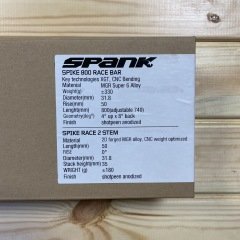 SPANK
SPIKE 800 RACE BAR
Key technologies XGT, CNC Bending
Material MGR Super 6 Alloy
Weight(g) ±330
Diameter(mm) 31.8
Rise(mm) 50
Length(mm) 800(adjustable 740)
Geometry(deg°) 4° up x 8° back
Finish shotpeen anodized
SPIKE RACE 2 STEM
Material 2D forged MGR alloy, CNC weight optimized
Length(mm) 50
RISE 0°
Diameter(mm) 31.8
Stack height(mm) 35
WEIGHT (g) ±180
Finish shotpeen anodized